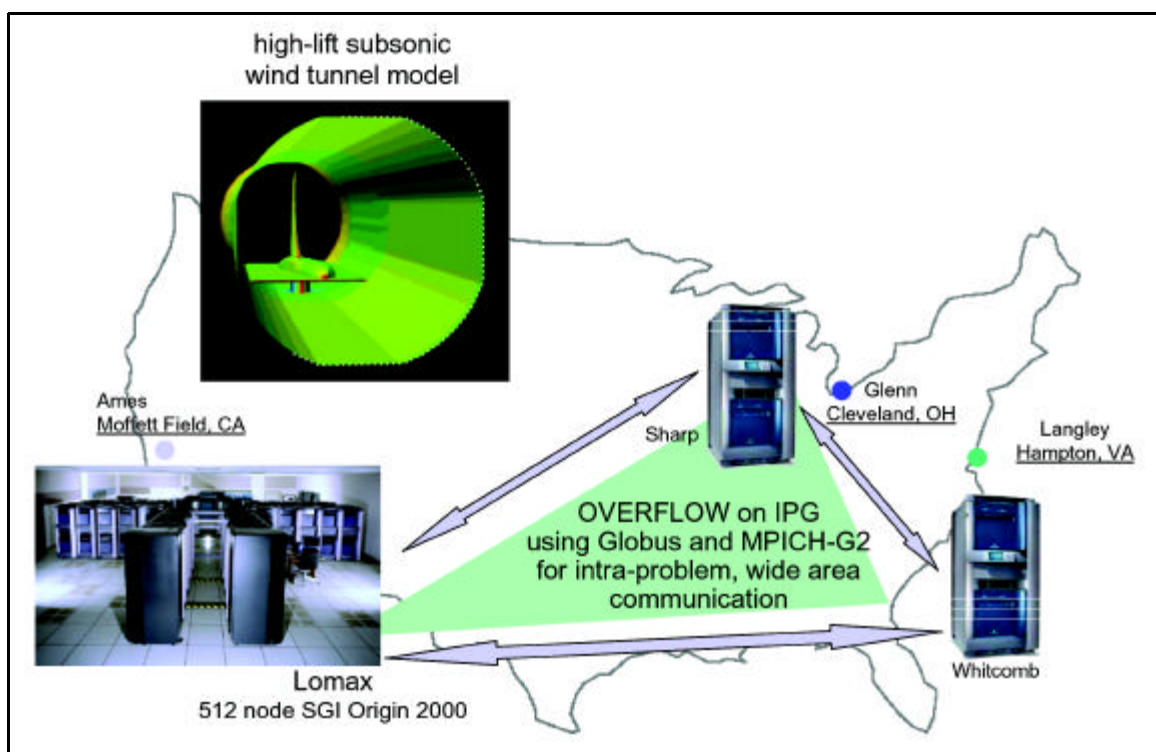 high-lift subsonic
wind tunnel model
Ames
Moffett Field, CA
Glenn
Cleveland, OH
Sharp
Langley
Hampton, VA
OVERFLOW on IPG
using Globus and MPICH-G2
for intra-problem, wide area
communication
Whitcomb
Lomax
512 node SGI Origin 2000